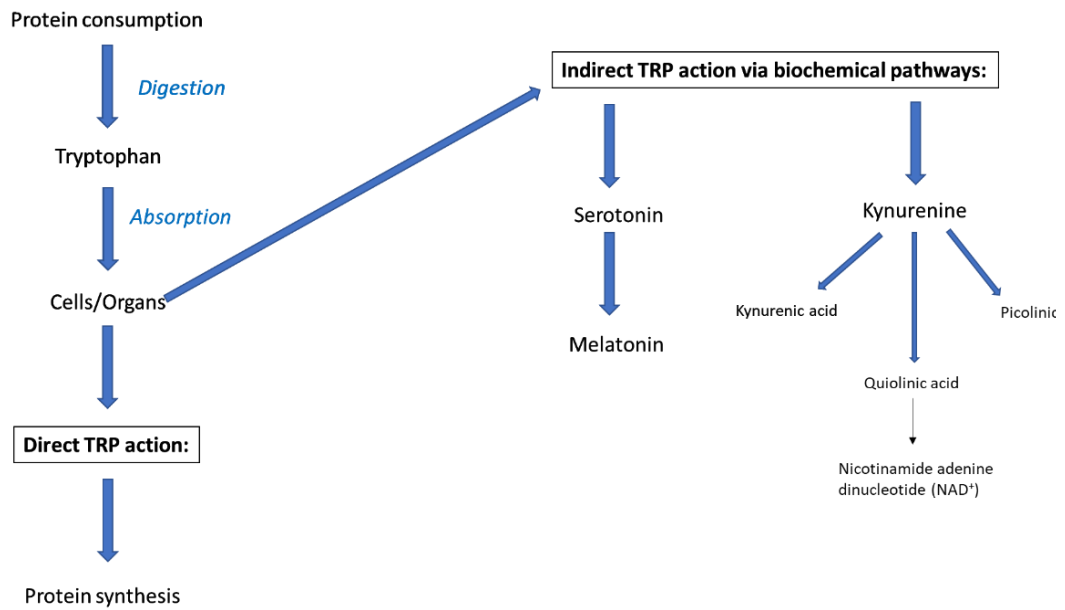 Protein consumption
Digestion
Tryptophan
Absorption
Cells/Organs
Direct TRP action:
Protein synthesis
Indirect TRP action via biochemical pathways:
Serotonin
Melatonin
Kynurenine
Kynurenic acid
Picolinic
Quiolinic acid
Nicotinamide adenine
dinucleotide (NAD⁺)